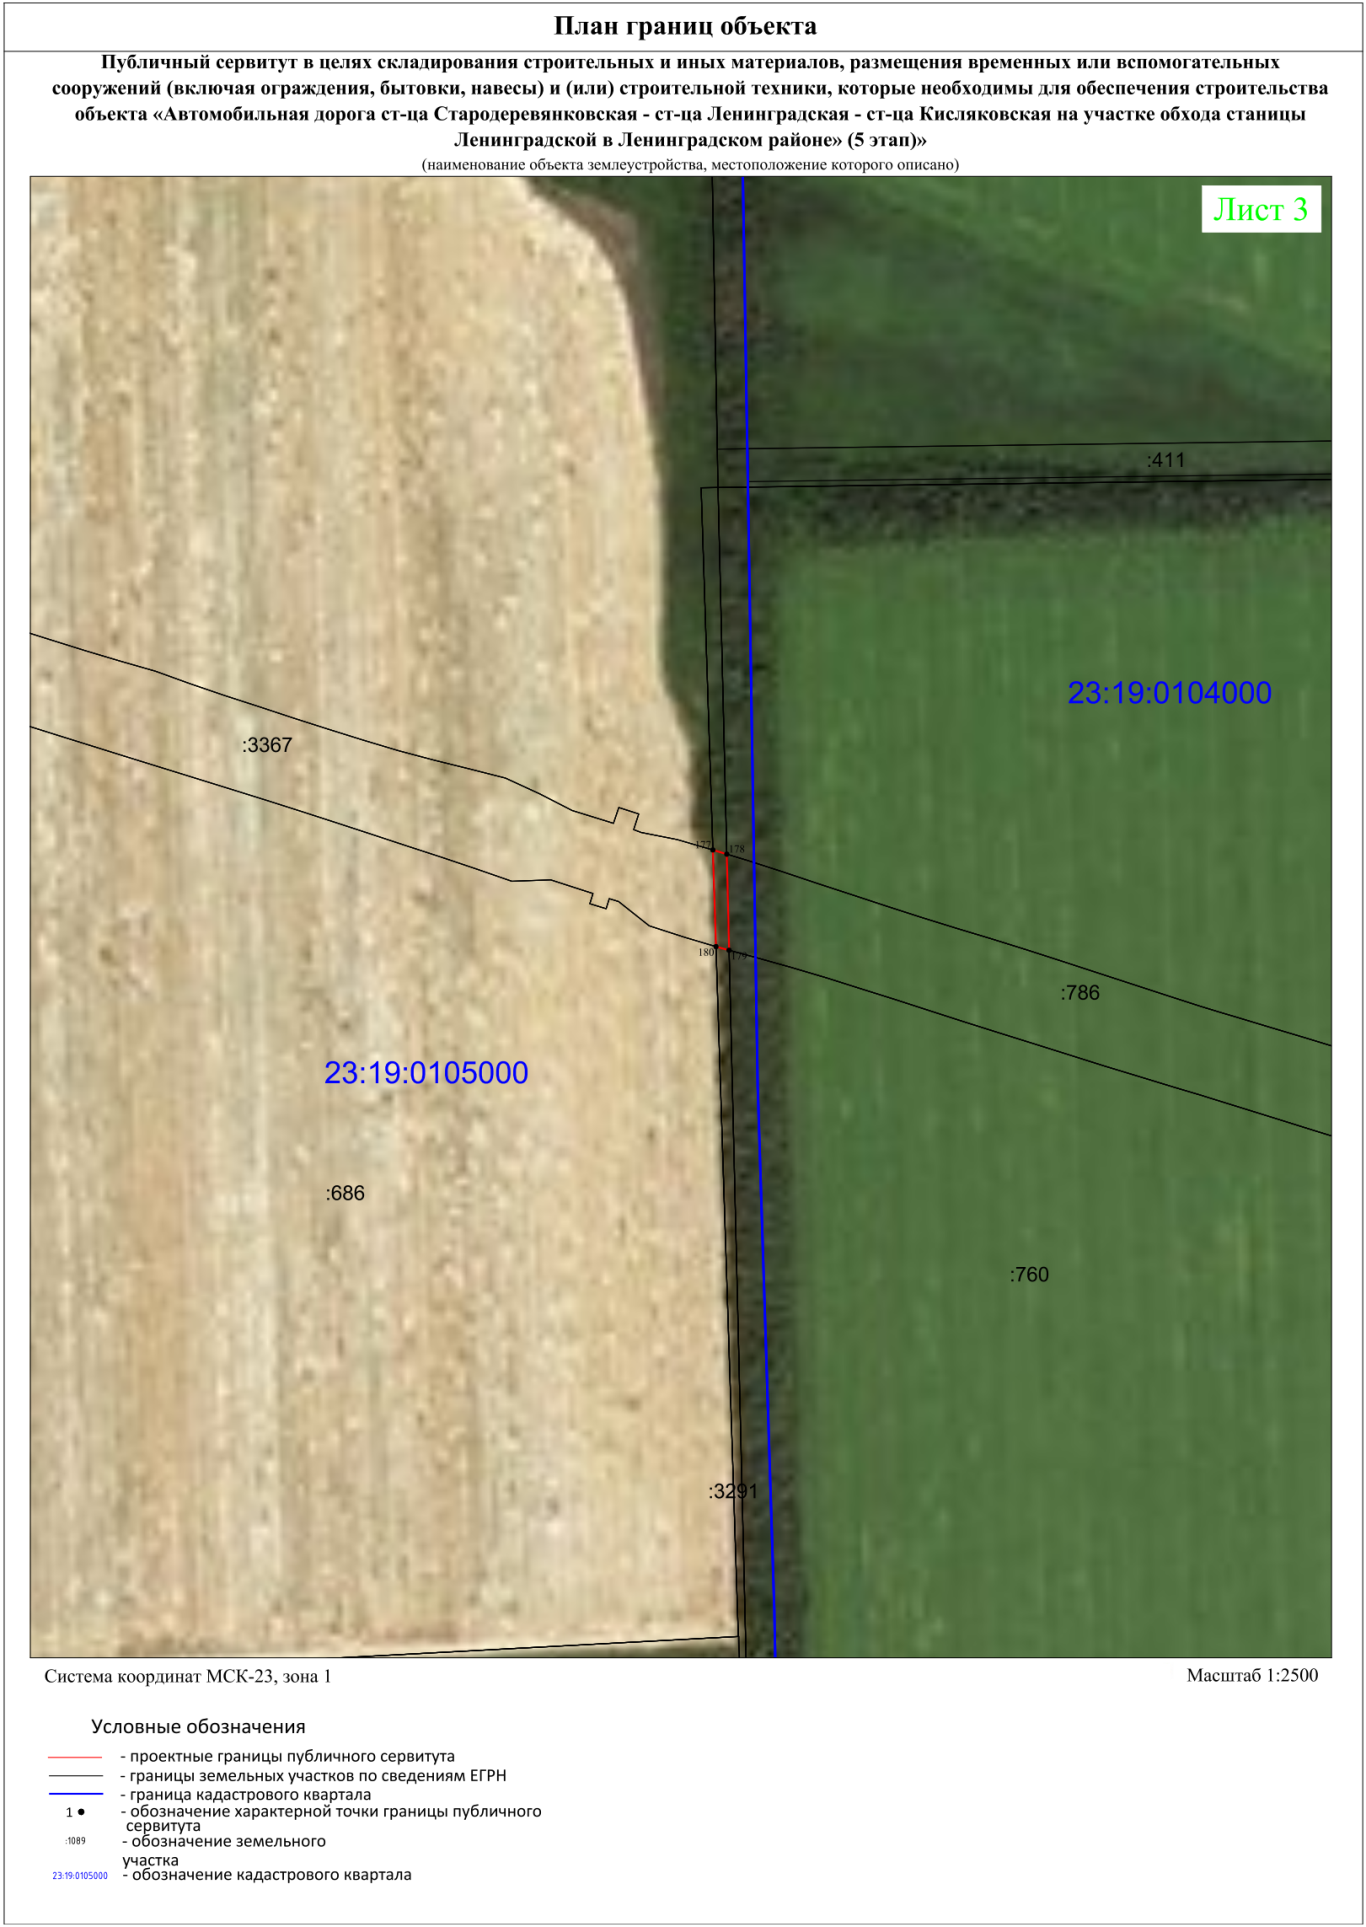 План границ объекта
Публичный сервитут в целях складирования строительных и иных материалов, размещения временных или вспомогательных
сооружений (включая ограждения, бытовки, навесы) и (или) строительной техники, которые необходимы для обеспечения строительства
объекта «Автомобильная дорога ст-ца Стародеревянковская - ст-ца Ленинградская - ст-ца Кисляковская на участке обхода станицы
Ленинградской в Ленинградском районе» (5 этап)»
(наименование объекта землеустройства, местоположение которого описано)
Лист 3
:411
23:19:0104000
:3367
177
178
180
179
:786
23:19:0105000
:686
:760
:3291
Система координат МСК-23, зона 1
Масштаб 1:2500
Условные обозначения
- проектные границы публичного сервитута
- границы земельных участков по сведениям ЕГРН
- граница кадастрового квартала
1 - обозначение характерной точки границы публичного
сервитута
:1089 - обозначение земельного
участка
23:19:0105000 - обозначение кадастрового квартала